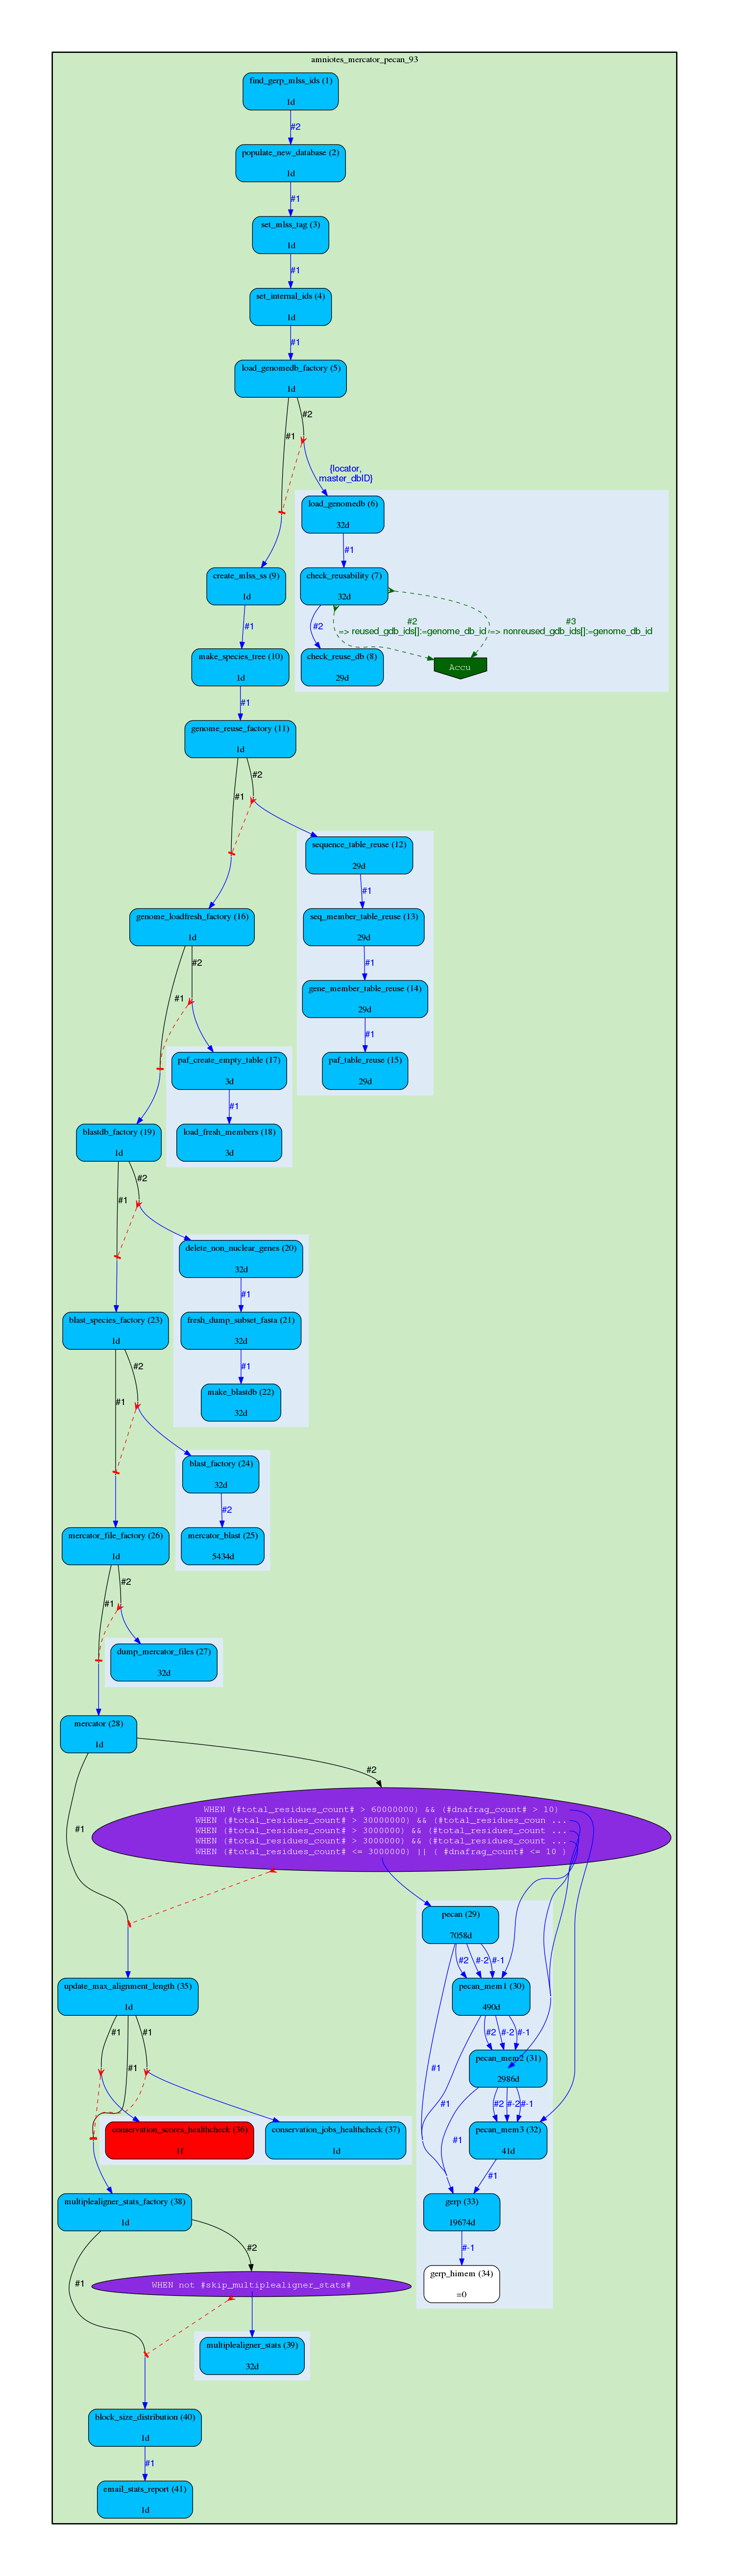 amniotes_mercator_pecan_93
find_gerp_mlss_ids (1)
1d
#2
populate_new_database (2)
1d
#1
set_mlss_tag (3)
1d
#1
set_internal_ids (4)
1d
#1
load_genomedb_factory (5)
1d
#2
#1
{locator,
master_dbID}
load_genomedb (6)
32d
#1
create_mlss_ss (9)
1d
check_reusability (7)
32d
#1
#2
#2
=> reused_gdb_ids[]:=genome_db_id
#3
=> nonreused_gdb_ids[]:=genome_db_id
make_species_tree (10)
1d
check_reuse_db (8)
29d
Accu
#1
genome_reuse_factory (11)
1d
#2
#1
sequence_table_reuse (12)
29d
#1
genome_loadfresh_factory (16)
1d
seq_member_table_reuse (13)
29d
#2
#1
#1
gene_member_table_reuse (14)
29d
#1
paf_create_empty_table (17)
3d
paf_table_reuse (15)
29d
#1
blastdb_factory (19)
1d
load_fresh_members (18)
3d
#2
#1
delete_non_nuclear_genes (20)
32d
#1
blast_species_factory (23)
1d
fresh_dump_subset_fasta (21)
32d
#2
#1
#1
make_blastdb (22)
32d
blast_factory (24)
32d
#2
mercator_file_factory (26)
1d
mercator_blast (25)
5434d
#2
#1
dump_mercator_files (27)
32d
mercator (28)
1d
#2
#1
WHEN (#total_residues_count# > 60000000) && (#dnafrag_count# > 10)
WHEN (#total_residues_count# > 30000000) && (#total_residues_coun ...
WHEN (#total_residues_count# > 3000000) && (#total_residues_count ...
WHEN (#total_residues_count# > 3000000) && (#total_residues_count ...
WHEN (#total_residues_count# <= 3000000) || ( #dnafrag_count# <= 10 )
pecan (29)
7058d
#2
#-2
#-1
update_max_alignment_length (35)
1d
pecan_mem1 (30)
490d
#1
#1
#1
#1
#2
#-2
#-1
pecan_mem2 (31)
2986d
#1
#2
#-2
#-1
conservation_scores_healthcheck (36)
1f
conservation_jobs_healthcheck (37)
1d
#1
pecan_mem3 (32)
41d
#1
multiplealigner_stats_factory (38)
1d
gerp (33)
19674d
#2
#-1
#1
WHEN not #skip_multiplealigner_stats#
gerp_himem (34)
=0
multiplealigner_stats (39)
32d
block_size_distribution (40)
1d
#1
email_stats_report (41)
1d